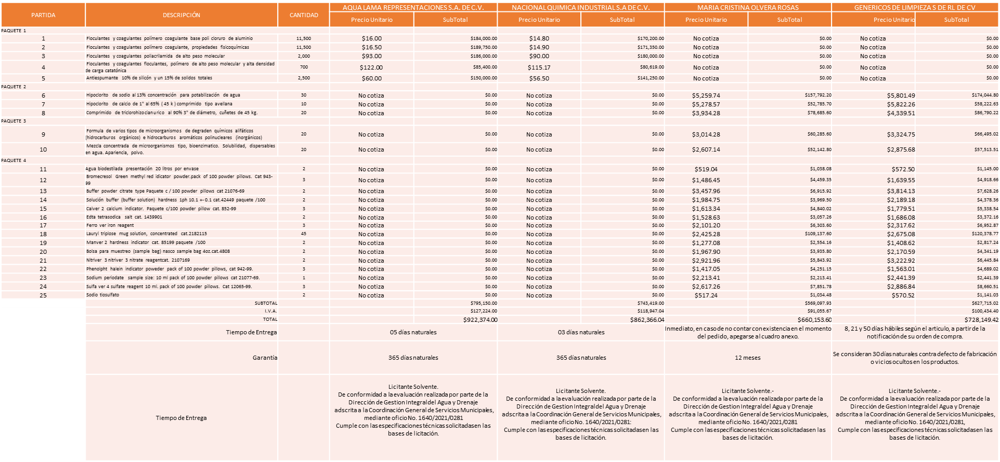 PARTIDA DESCRIPCIÓN CANTIDAD AQUA LAMA REPRESENTACIONES S.A. DE C.V. NACIONAL QUIMICA INDUSTRIAL S.A DE C.V. MARIA CRISTINA OLVERA ROSAS GENERICOS DE LIMPIEZA S DE RL DE CV
Precio Unitario SubTotal Precio Unitario SubTotal Precio Unitario SubTotal Precio Unitario SubTotal
PAQUETE 1
1 Floculantes y coagulantes polímero coagulante base poli cloruro de aluminio 11,500 $16.00 $184,000.00 $14.80 $170,200.00 No cotiza $0.00 No cotiza $0.00
2 Floculantes y coagulantes polímero coagulante, propiedades fisicoquímicas 11,500 $16.50 $189,750.00 $14.90 $171,350.00 No cotiza $0.00 No cotiza $0.00
3 Floculantes y coagulantes poliacrilamida de alto peso molecular 2,000 $93.00 $186,000.00 $90.00 $180,000.00 No cotiza $0.00 No cotiza $0.00
4 Floculantes y coagulantes floculantes, polímero de alto peso molecular y alta densidad
de carga catatónica 700 $122.00 $85,400.00 $115.17 $80,619.00 No cotiza $0.00 No cotiza $0.00
5 Antiespumante 10% de silicón y un 15% de solidos totales 2,500 $60.00 $150,000.00 $56.50 $141,250.00 No cotiza $0.00 No cotiza $0.00
PAQUETE 2
6 Hipoclorito de sodio al 13% concentración para potabilización de agua 30 No cotiza $0.00 No cotiza $0.00 $5,259.74 $157,792.20 $5,801.49 $174,044.80
7 Hipoclorito de calcio de 1" al 65% ( 45 k ) comprimido tipo avellana 10 No cotiza $0.00 No cotiza $0.00 $5,278.57 $52,785.70 $5,822.26 $58,222.63
8 Comprimido de triclorohizocianurico al 90% 3" de diámetro, cuñetes de 45 kg. 20 No cotiza $0.00 No cotiza $0.00 $3,934.28 $78,685.60 $4,339.51 $86,790.22
PAQUETE 3
9 Formula de varios tipos de microorganismos de degraden químicos alifáticos
(hidrocarburos orgánicos) e hidrocarburos aromáticos polinucleares (inorgánicos) 20 No cotiza $0.00 No cotiza $0.00 $3,014.28 $60,285.60 $3,324.75 $66,495.02
10 Mezcla concentrada de microorganismos tipo, bioenzimatico. Solubilidad, dispersables
en agua. Apariencia, polvo. 20 No cotiza $0.00 No cotiza $0.00 $2,607.14 $52,142.80 $2,875.68 $57,513.51
PAQUETE 4
11 Agua biodestilada presentación 20 litros por envase 2 No cotiza $0.00 No cotiza $0.00 $519.04 $1,038.08 $572.50 $1,145.00
12 Bromecresol Green methyl red idicator powder.pack of 100 powder pillows. Cat 943-
99 3 No cotiza $0.00 No cotiza $0.00 $1,486.45 $4,459.35 $1,639.55 $4,918.66
13 Buffer powder citrate type Paquete c / 100 powder pillows cat 21076-69 2 No cotiza $0.00 No cotiza $0.00 $3,457.96 $6,915.92 $3,814.13 $7,628.26
14 Solución buffer (buffer solution) hardness 1ph 10.1 +- 0.1 cat.42449 paquete /100 2 No cotiza $0.00 No cotiza $0.00 $1,984.75 $3,969.50 $2,189.18 $4,378.36
15 Calver 2 calcium indicator. Paquete c/100 powder pillow cat. 852-99 3 No cotiza $0.00 No cotiza $0.00 $1,613.34 $4,840.02 $1,779.51 $5,338.54
16 Edta tetrasodica salt cat. 1439901 2 No cotiza $0.00 No cotiza $0.00 $1,528.63 $3,057.26 $1,686.08 $3,372.16
17 Ferro ver iron reagent 3 No cotiza $0.00 No cotiza $0.00 $2,101.20 $6,303.60 $2,317.62 $6,952.87
18 Lauryl triplose mug solution, concentrated cat.2182115 45 No cotiza $0.00 No cotiza $0.00 $2,425.28 $109,137.60 $2,675.08 $120,378.77
19 Manver 2 hardness indicator cat. 85199 paquete /100 2 No cotiza $0.00 No cotiza $0.00 $1,277.08 $2,554.16 $1,408.62 $2,817.24
20 Bolsa para muestreo (sample bag) nasco sample bag 4oz.cat.4808 2 No cotiza $0.00 No cotiza $0.00 $1,967.90 $3,935.80 $2,170.59 $4,341.19
21 Nitriver 3 nitriver 3 nitrate reagentcat. 2107169 2 No cotiza $0.00 No cotiza $0.00 $2,921.96 $5,843.92 $3,222.92 $6,445.84
22 Phenolpht halein indicator poweder pack of 100 powder pillows, cat 942-99. 3 No cotiza $0.00 No cotiza $0.00 $1,417.05 $4,251.15 $1,563.01 $4,689.02
23 Sodium periodate sample size: 10 ml pack of 100 powder pillows cat 21077-69. 1 No cotiza $0.00 No cotiza $0.00 $2,213.41 $2,213.41 $2,441.39 $2,441.39
24 Sulfa ver 4 sulfate reagent 10 ml. pack of 100 powder pillows. Cat 12065-99. 3 No cotiza $0.00 No cotiza $0.00 $2,617.26 $7,851.78 $2,886.84 $8,660.51
25 Sodio tiosulfato 2 No cotiza $0.00 No cotiza $0.00 $517.24 $1,034.48 $570.52 $1,141.03
SUBTOTAL $795,150.00 $743,419.00 $569,097.93 $627,715.02
I.V.A. $127,224.00 $118,947.04 $91,055.67 $100,434.40
TOTAL $922,374.00 $862,366.04 $660,153.60 $728,149.42
Tiempo de Entrega 05 días naturales 03 días naturales Inmediato, en caso de no contar con existencia en el momento
del pedido, apegarse al cuadro anexo. 8, 21 y 50 días hábiles según el articulo, a partir de la
notificación de su orden de compra.
Garantía 365 días naturales 365 días naturales 12 meses Se consideran 30 días naturales contra defecto de fabricación
o vicios ocultos en los productos.
Tiempo de Entrega
Licitante Solvente.
De conformidad a la evaluación realizada por parte de la
Dirección de Gestion Integral del Agua y Drenaje
adscrita a la Coordinación General de Servicios Municipales,
mediante oficio No. 1640/2021/0281
Cumple con las especificaciones técnicas solicitadas en las
bases de licitación.
Licitante Solvente.
De conformidad a la evaluación realizada por parte de la
Dirección de Gestion Integral del Agua y Drenaje
adscrita a la Coordinación General de Servicios Municipales,
mediante oficio No. 1640/2021/0281:
Cumple con las especificaciones técnicas solicitadas en las
bases de licitación.
Licitante Solvente.-
De conformidad a la evaluación realizada por parte de la
Dirección de Gestion Integral del Agua y Drenaje
adscrita a la Coordinación General de Servicios Municipales,
mediante oficio No. 1640/2021/0281
Cumple con las especificaciones técnicas solicitadas en las
bases de licitación.
Licitante Solvente.-
De conformidad a la evaluación realizada por parte de la
Dirección de Gestion Integral del Agua y Drenaje
adscrita a la Coordinación General de Servicios Municipales,
mediante oficio No. 1640/2021/0281,
Cumple con las especificaciones técnicas solicitadas en las
bases de licitación.